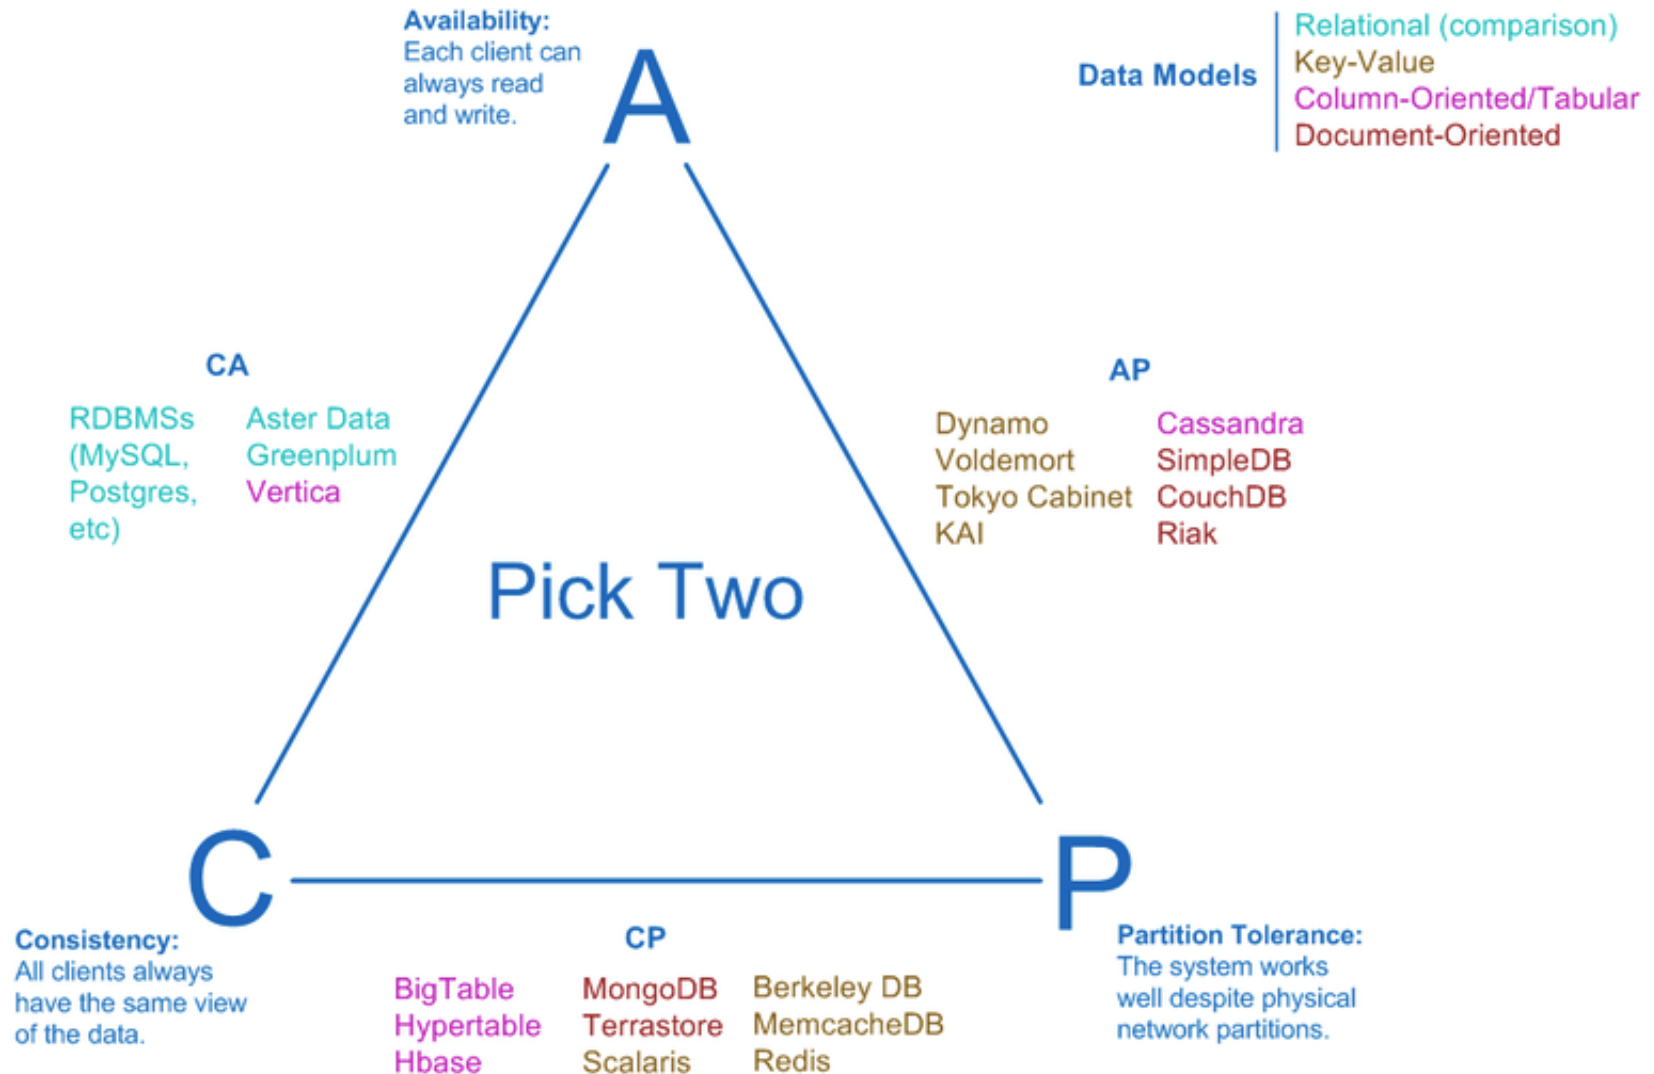 Availability:
Each client can
always read
and write.
A
Data Models
Relational (comparison)
Key-Value
Column-Oriented/Tabular
Document-Oriented
CA
RDBMSs
(MySQL,
Postgres,
etc)
Aster Data
Greenplum
Vertica
AP
Dynamo
Voldemort
Tokyo Cabinet
KAI
Cassandra
SimpleDB
CouchDB
Riak
Pick Two
C
Consistency:
All clients always
have the same view
of the data.
P
Partition Tolerance:
The system works
well despite physical
network partitions.
CP
BigTable
Hypertable
Hbase
MongoDB
Terrastore
Scalaris
Berkeley DB
MemcacheDB
Redis